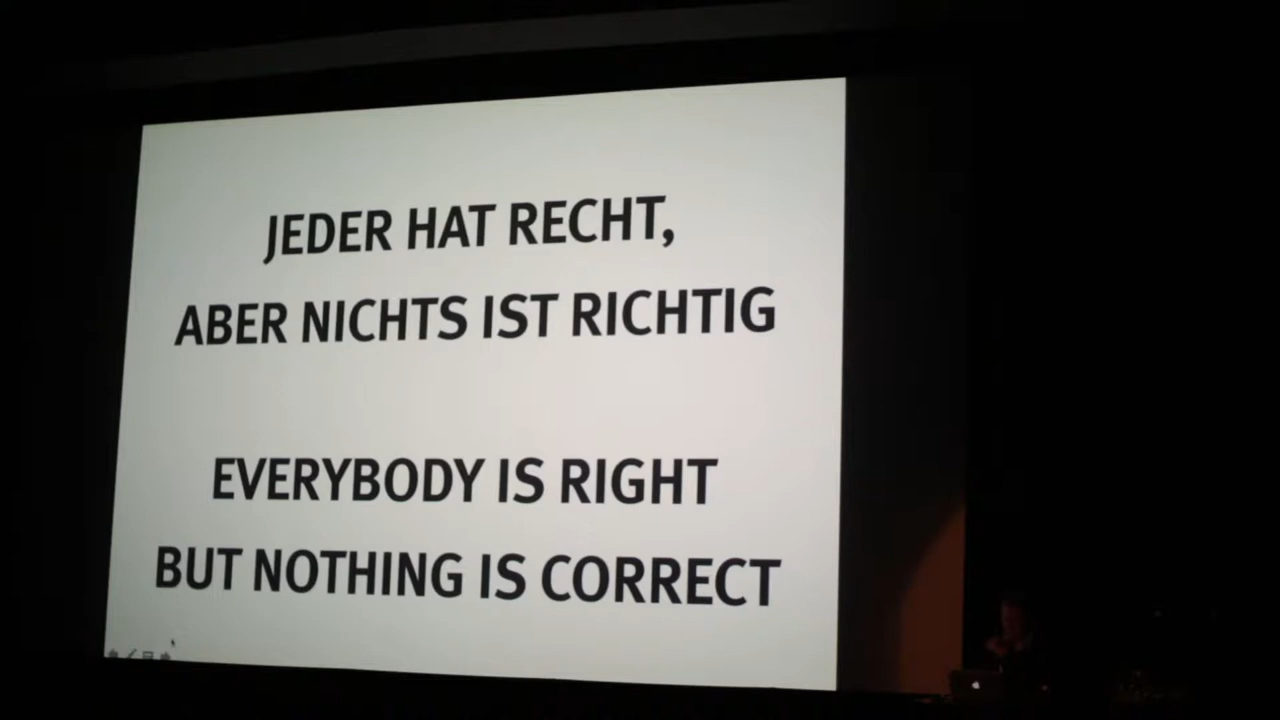 JEDER HAT RECHT,
ABER NICHTS IST RICHTIG
EVERYBODY IS RIGHT
BUT NOTHING IS CORRECT